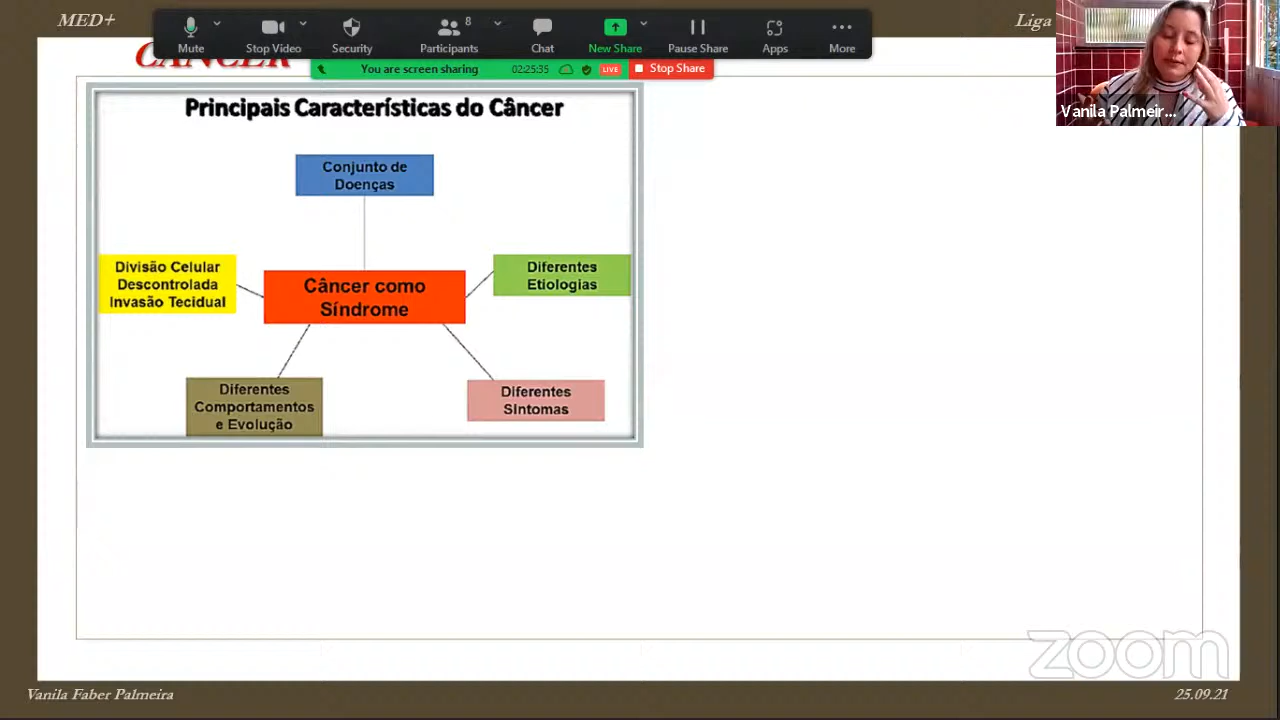 MED+
Liga
Mute
Stop Video
Security
Participants
8
Chat
New Share
Pause Share
Apps
More
CÂNCER
You are screen sharing
02:25:35
LIVE
Stop Share
Vanila Palmeir...
Principais Características do Câncer
Conjunto de
Doenças
Divisão Celular
Descontrolada
Invasão Tecidual
Diferentes
Etiologias
Câncer como
Síndrome
Diferentes
Comportamentos
e Evolução
Diferentes
Sintomas
zoom
Vanila Faber Palmeira
25.09.21